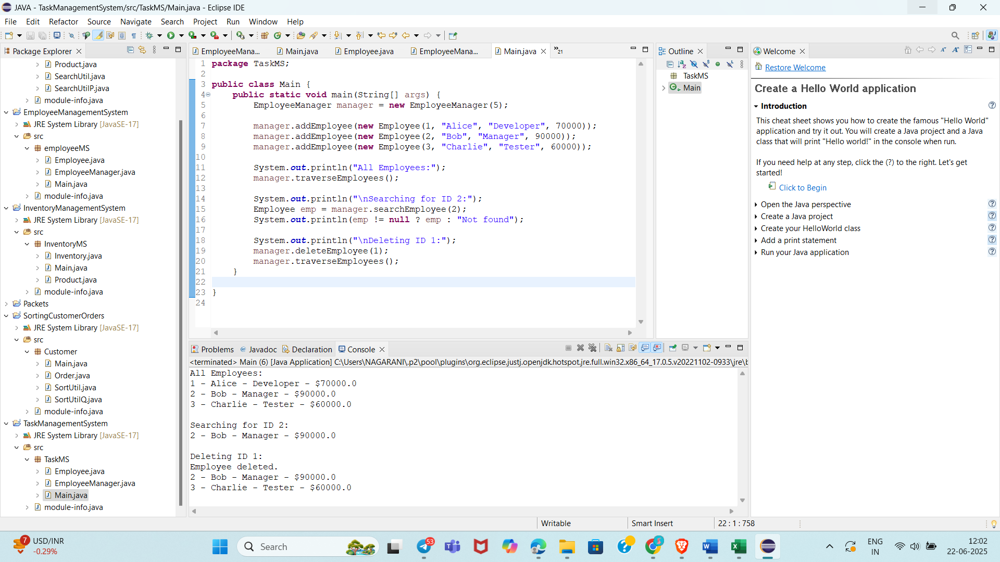 JAVA - TaskManagementSystem/src/TaskMS/Main.java - Eclipse IDE
File Edit Refactor Source Navigate Search Project Run Window Help
Package Explorer
Product.java
SearchUtil.java
SearchUtilP.java
module-info.java
EmployeeManagementSystem
JRE System Library [JavaSE-17]
src
employeeMS
Employee.java
EmployeeManager.java
Main.java
module-info.java
InventoryManagementSystem
JRE System Library [JavaSE-17]
src
InventoryMS
Inventory.java
Main.java
Product.java
module-info.java
Packets
SortingCustomerOrders
JRE System Library [JavaSE-17]
src
Customer
Main.java
Order.java
SortUtil.java
SortUtilQ.java
module-info.java
TaskManagementSystem
JRE System Library [JavaSE-17]
src
TaskMS
Employee.java
EmployeeManager.java
Main.java
module-info.java
EmployeeMana... Main.java Employee.java EmployeeMana... Main.java »21
1 package TaskMS;
2
3 public class Main {
4 public static void main(String[] args) {
5 EmployeeManager manager = new EmployeeManager(5);
6
7 manager.addEmployee(new Employee(1, "Alice", "Developer", 70000));
8 manager.addEmployee(new Employee(2, "Bob", "Manager", 90000));
9 manager.addEmployee(new Employee(3, "Charlie", "Tester", 60000));
10
11 System.out.println("All Employees:");
12 manager.traverseEmployees();
13
14 System.out.println("\nSearching for ID 2:");
15 Employee emp = manager.searchEmployee(2);
16 System.out.println(emp != null ? emp : "Not found");
17
18 System.out.println("\nDeleting ID 1:");
19 manager.deleteEmployee(1);
20 manager.traverseEmployees();
21 }
22
23 }
24
Outline
TaskMS
Main
Welcome
Restore Welcome
Create a Hello World application
Introduction
This cheat sheet shows you how to create the famous "Hello World"
application and try it out. You will create a Java project and a Java
class that will print "Hello world!" in the console when run.
If you need help at any step, click the (?) to the right. Let's get
started!
Click to Begin
Open the Java perspective
Create a Java project
Create your HelloWorld class
Add a print statement
Run your Java application
Problems @ Javadoc Declaration Console
<terminated> Main (6) [Java Application] C:\Users\NAGARANI\.p2\pool\plugins\org.eclipse.justj.openjdk.hotspot.jre.full.win32.x86_64_17.0.5.v20221102-0933\jre\b
All Employees:
1 - Alice - Developer - $70000.0
2 - Bob - Manager - $90000.0
3 - Charlie - Tester - $60000.0
Searching for ID 2:
2 - Bob - Manager - $90000.0
Deleting ID 1:
Employee deleted.
2 - Bob - Manager - $90000.0
3 - Charlie - Tester - $60000.0
Writable Smart Insert 22 : 1 : 758
7 USD/INR
-0.29%
Search
53
ENG
IN
12:02
22-06-2025